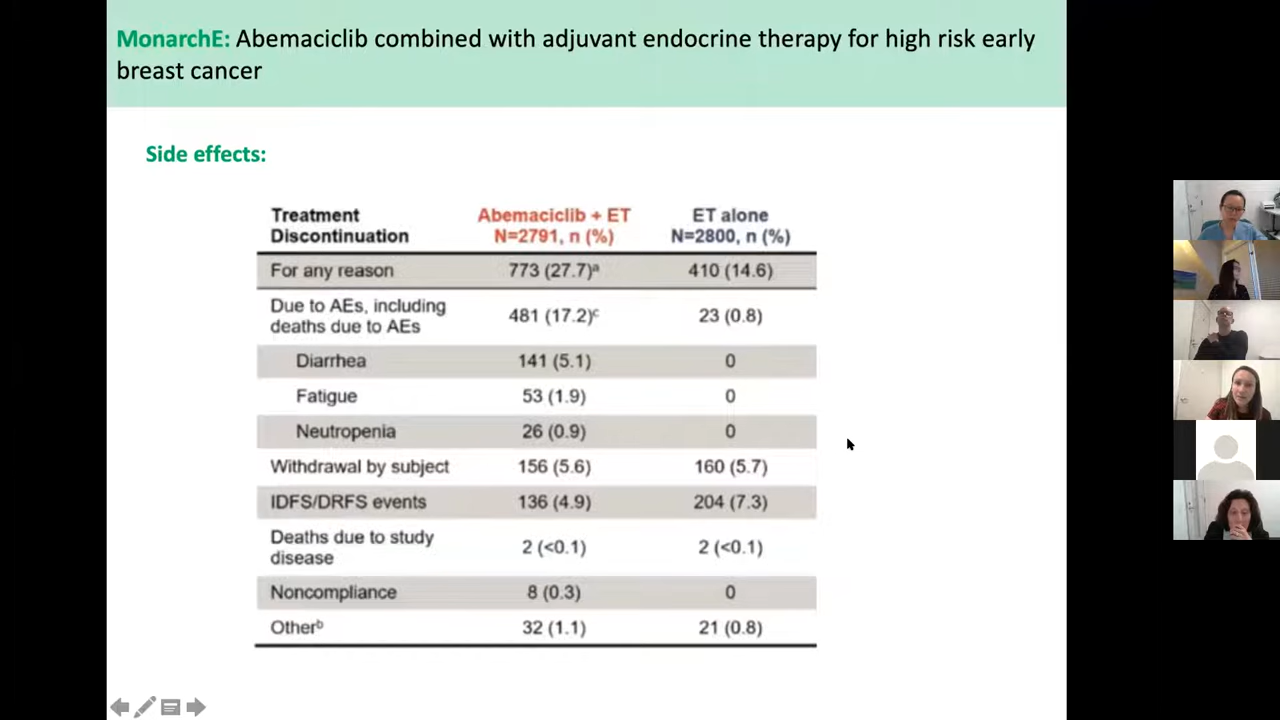 MonarchE: Abemaciclib combined with adjuvant endocrine therapy for high risk early
breast cancer
Side effects:
Treatment Discontinuation | Abemaciclib + ET N=2791, n (%) | ET alone N=2800, n (%)
For any reason | 773 (27.7)ᵃ | 410 (14.6)
Due to AEs, including deaths due to AEs | 481 (17.2)ᶜ | 23 (0.8)
Diarrhea | 141 (5.1) | 0
Fatigue | 53 (1.9) | 0
Neutropenia | 26 (0.9) | 0
Withdrawal by subject | 156 (5.6) | 160 (5.7)
IDFS/DRFS events | 136 (4.9) | 204 (7.3)
Deaths due to study disease | 2 (<0.1) | 2 (<0.1)
Noncompliance | 8 (0.3) | 0
Otherᵇ | 32 (1.1) | 21 (0.8)